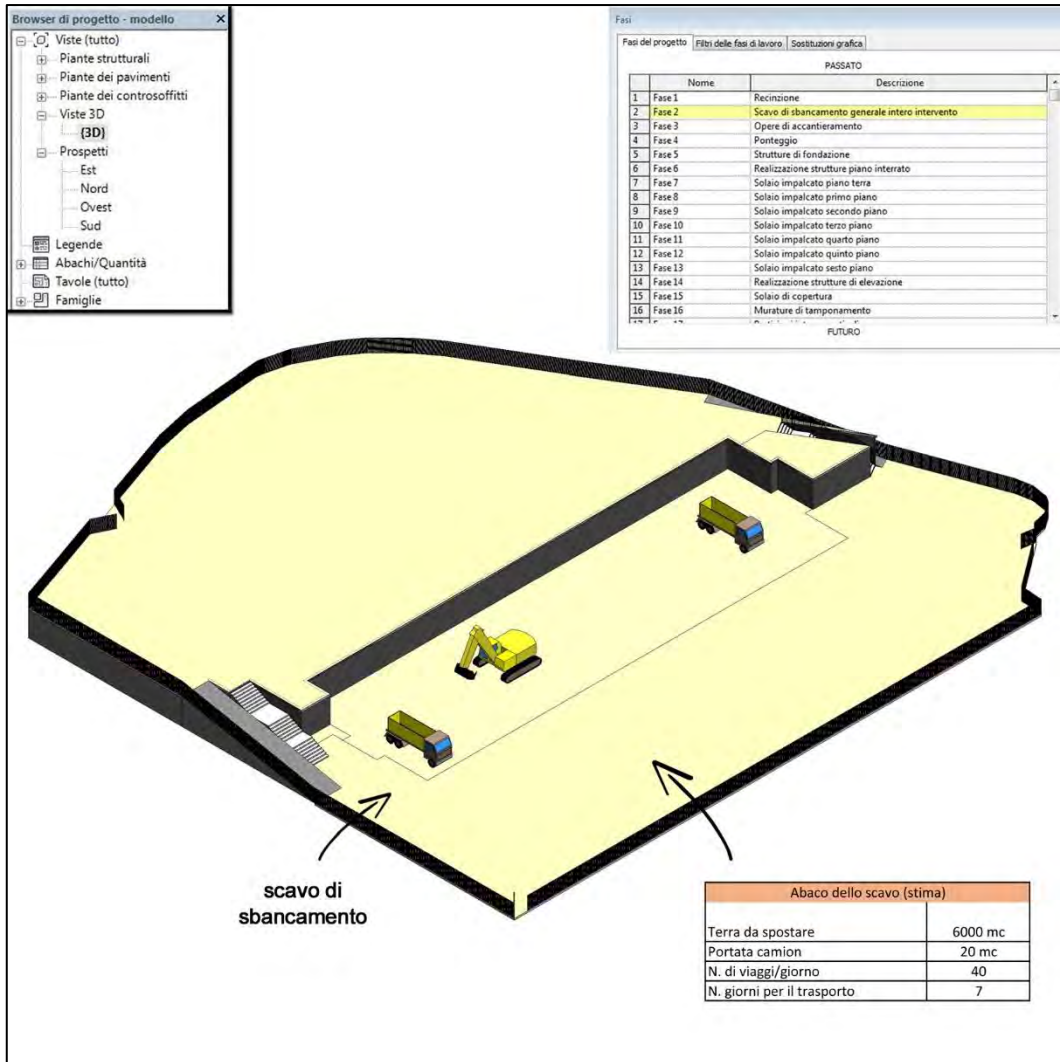 Browser di progetto - modello
Viste (tutto)
Piante strutturali
Piante dei pavimenti
Piante dei controsoffitti
Viste 3D
{3D}
Prospetti
Est
Nord
Ovest
Sud
Legende
Abachi/Quantità
Tavole (tutto)
Famiglie
Fasi
Fasi del progetto Filtri delle fasi di lavoro Sostituzioni grafica
PASSATO
Nome Descrizione
1 Fase 1 Recinzione
2 Fase 2 Scavo di sbancamento generale intero intervento
3 Fase 3 Opere di accantieramento
4 Fase 4 Ponteggio
5 Fase 5 Strutture di fondazione
6 Fase 6 Realizzazione strutture piano interrato
7 Fase 7 Solaio impalcato piano terra
8 Fase 8 Solaio impalcato primo piano
9 Fase 9 Solaio impalcato secondo piano
10 Fase 10 Solaio impalcato terzo piano
11 Fase 11 Solaio impalcato quarto piano
12 Fase 12 Solaio impalcato quinto piano
13 Fase 13 Solaio impalcato sesto piano
14 Fase 14 Realizzazione strutture di elevazione
15 Fase 15 Solaio di copertura
16 Fase 16 Murature di tamponamento
FUTURO
scavo di
sbancamento
Abaco dello scavo (stima)
Terra da spostare 6000 mc
Portata camion 20 mc
N. di viaggi/giorno 40
N. giorni per il trasporto 7